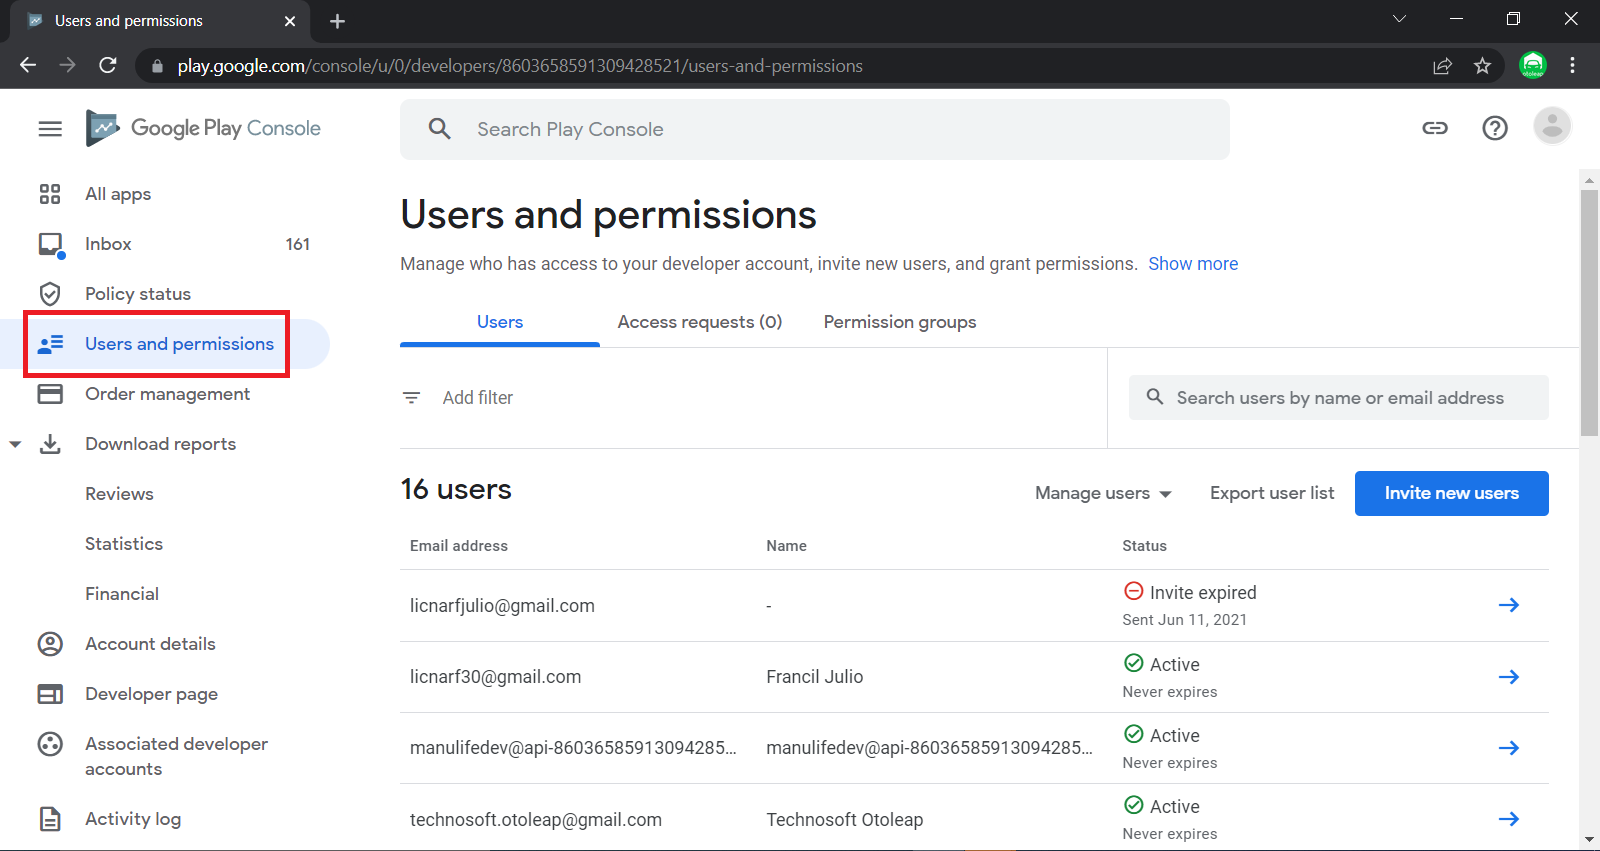 Users and permissions
play.google.com/console/u/0/developers/8603658591309428521/users-and-permissions
otoleap
Google Play Console
Search Play Console
All apps
Inbox 161
Policy status
Users and permissions
Order management
Download reports
Reviews
Statistics
Financial
Account details
Developer page
Associated developer
accounts
Activity log
Users and permissions
Manage who has access to your developer account, invite new users, and grant permissions. Show more
Users Access requests (0) Permission groups
Add filter
Search users by name or email address
16 users
Manage users Export user list Invite new users
Email address Name Status
licnarfjulio@gmail.com - Invite expired
Sent Jun 11, 2021
licnarf30@gmail.com Francil Julio Active
Never expires
manulifedev@api-86036585913094285... manulifedev@api-86036585913094285... Active
Never expires
technosoft.otoleap@gmail.com Technosoft Otoleap Active
Never expires